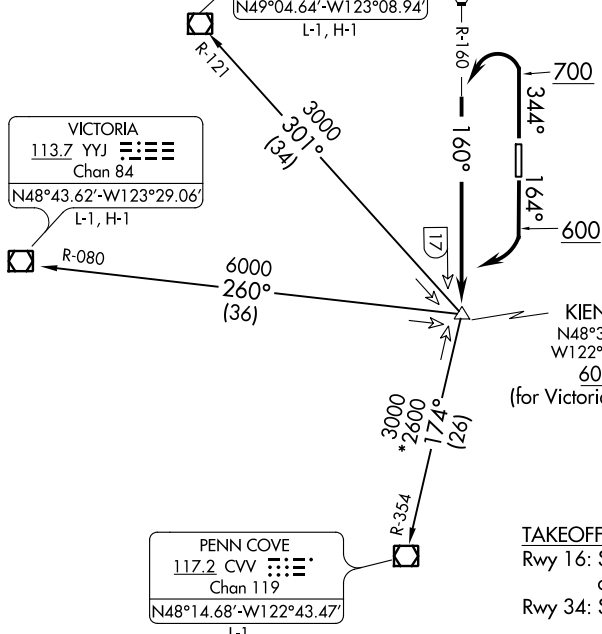 N49°04.64'-W123°08.94'
L-1, H-1
R-121
R-160
700
344°
3000
301°
(34)
160°
164°
600
VICTORIA
113.7 YYJ
Chan 84
N48°43.62'-W123°29.06'
L-1, H-1
R-080
6000
260°
(36)
17
KIEN
N48°3
W122°
60
(for Victoria
3000
*2600
174°
(26)
R-354
PENN COVE
117.2 CVV
Chan 119
N48°14.68'-W122°43.47'
L-1
TAKEOFF
Rwy 16: S
Rwy 34: S